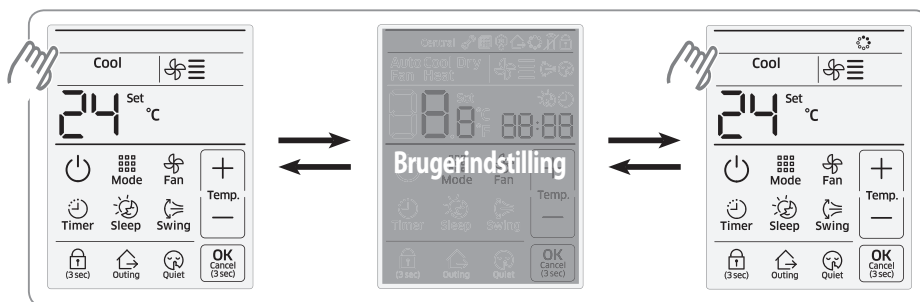 Cool
24 Set °C
Mode Fan
Temp.
Timer Sleep Swing
(3 sec) Outing Quiet OK
Cancel
(3 sec)
Central
Auto Cool Dry
Fan Heat
88 Set °C °F 88:88
Brugerindstilling
Mode Fan
Temp.
Timer Sleep Swing
(3 sec) Outing Quiet OK
Cancel
(3 sec)
Cool
24 Set °C
Mode Fan
Temp.
Timer Sleep Swing
(3 sec) Outing Quiet OK
Cancel
(3 sec)